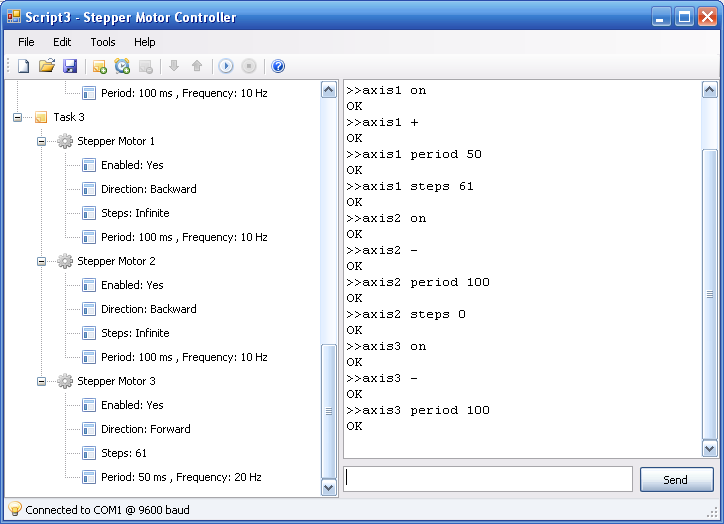 Script3 - Stepper Motor Controller
File Edit Tools Help
Period: 100 ms , Frequency: 10 Hz
Task 3
Stepper Motor 1
Enabled: Yes
Direction: Backward
Steps: Infinite
Period: 100 ms , Frequency: 10 Hz
Stepper Motor 2
Enabled: Yes
Direction: Backward
Steps: Infinite
Period: 100 ms , Frequency: 10 Hz
Stepper Motor 3
Enabled: Yes
Direction: Forward
Steps: 61
Period: 50 ms , Frequency: 20 Hz
>>axis1 on
OK
>>axis1 +
OK
>>axis1 period 50
OK
>>axis1 steps 61
OK
>>axis2 on
OK
>>axis2 -
OK
>>axis2 period 100
OK
>>axis2 steps 0
OK
>>axis3 on
OK
>>axis3 -
OK
>>axis3 period 100
OK
Send
Connected to COM1 @ 9600 baud